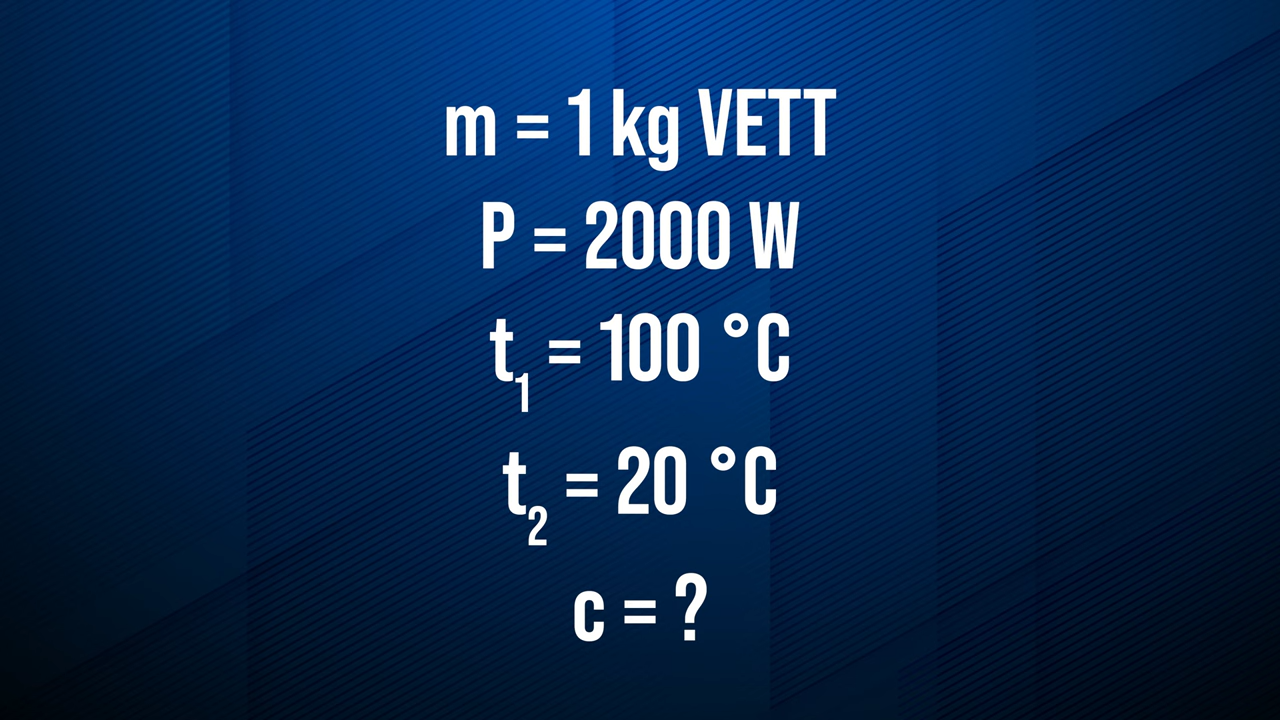 m = 1 kg VETT
P = 2000 W
t₁ = 100 °C
t₂ = 20 °C
c = ?